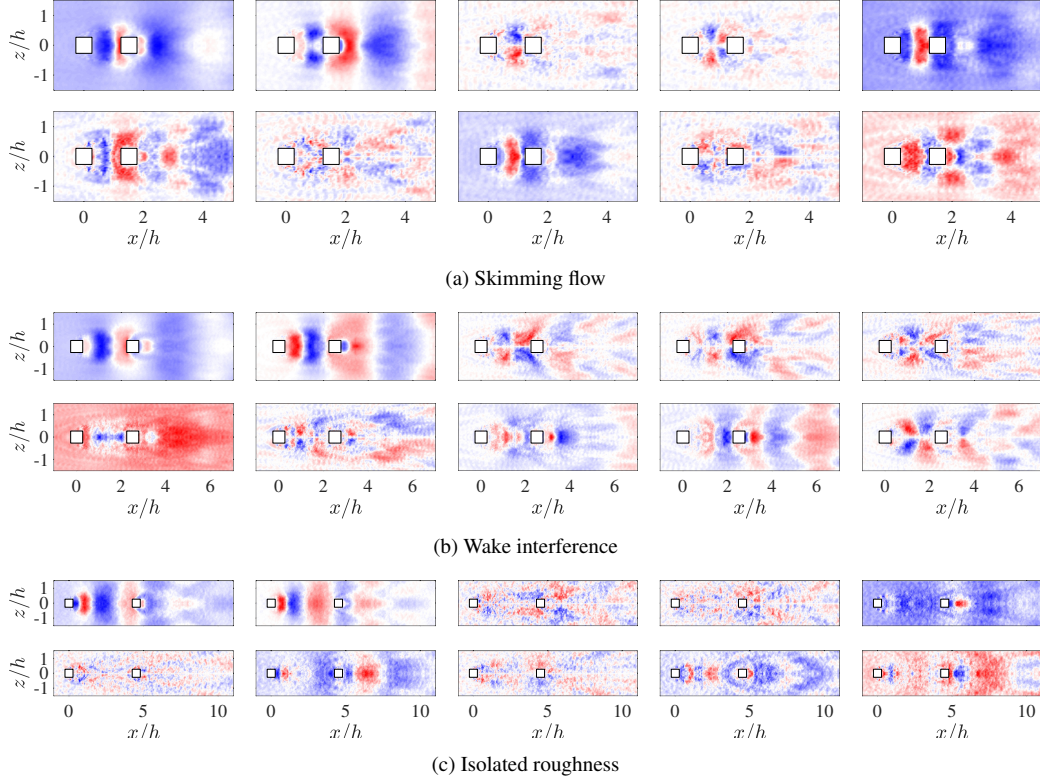 z/h
1
0
-1
z/h
1
0
-1
0 2 4 0 2 4 0 2 4 0 2 4 0 2 4
x/h x/h x/h x/h x/h
(a) Skimming flow
z/h
1
0
-1
z/h
1
0
-1
0 2 4 6 0 2 4 6 0 2 4 6 0 2 4 6 0 2 4 6
x/h x/h x/h x/h x/h
(b) Wake interference
z/h
1
0
-1
z/h
1
0
-1
0 5 10 0 5 10 0 5 10 0 5 10 0 5 10
x/h x/h x/h x/h x/h
(c) Isolated roughness